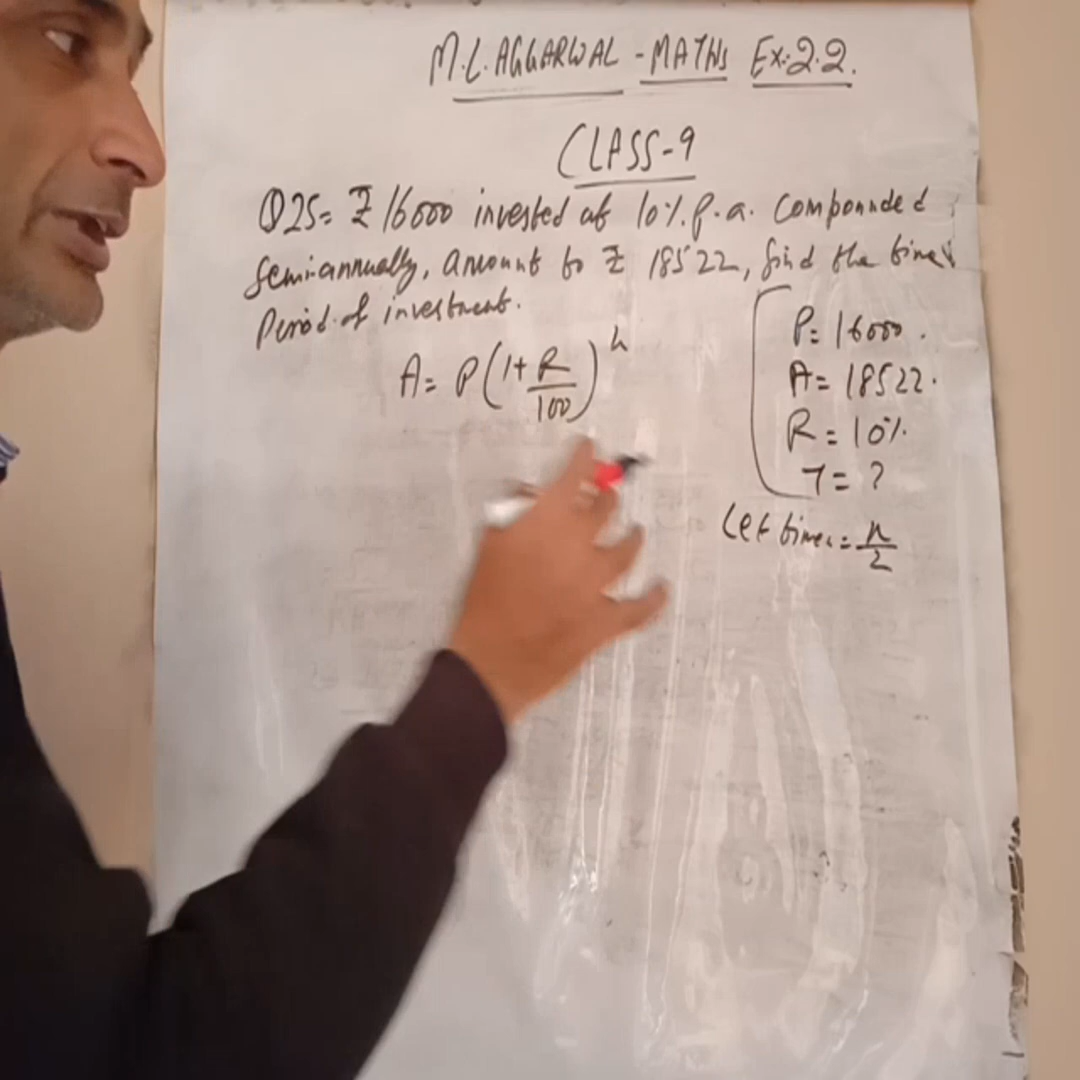 M.L. AGGARWAL - MATHS Ex:-2.2.
CLASS-9
Q25= ₹ 16000 invested at 10% p.a. compounded
semi-annually, amount to ₹ 18522, find the time
Period of investment.
A = P(1+R/100)^n
P= 16000.
A= 18522.
R = 10%.
T = ?
Let time = n/2